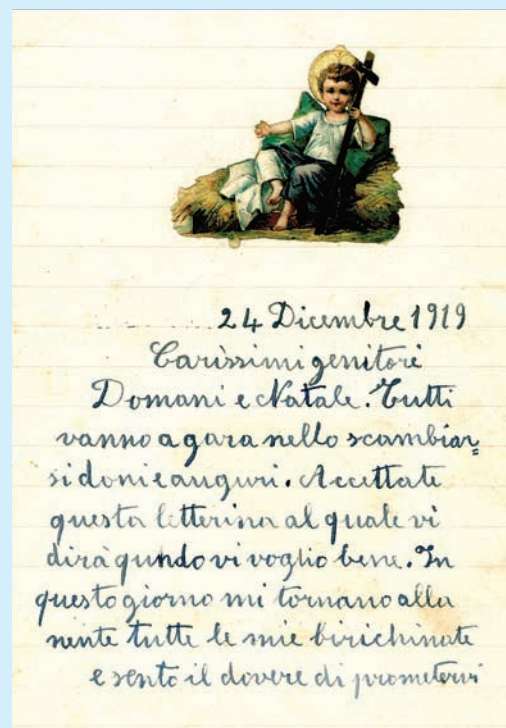 24 Dicembre 1919
Carissimi genitori
Domani e Natale. Tutti
vanno a gara nello scambiar=
si doni e auguri. Accettate
questa letterina al quale vi
dirà qundo vi voglio bene. In
questo giorno mi tornano alla
mente tutte le mie birichinate
e sento il dovere di prometervi